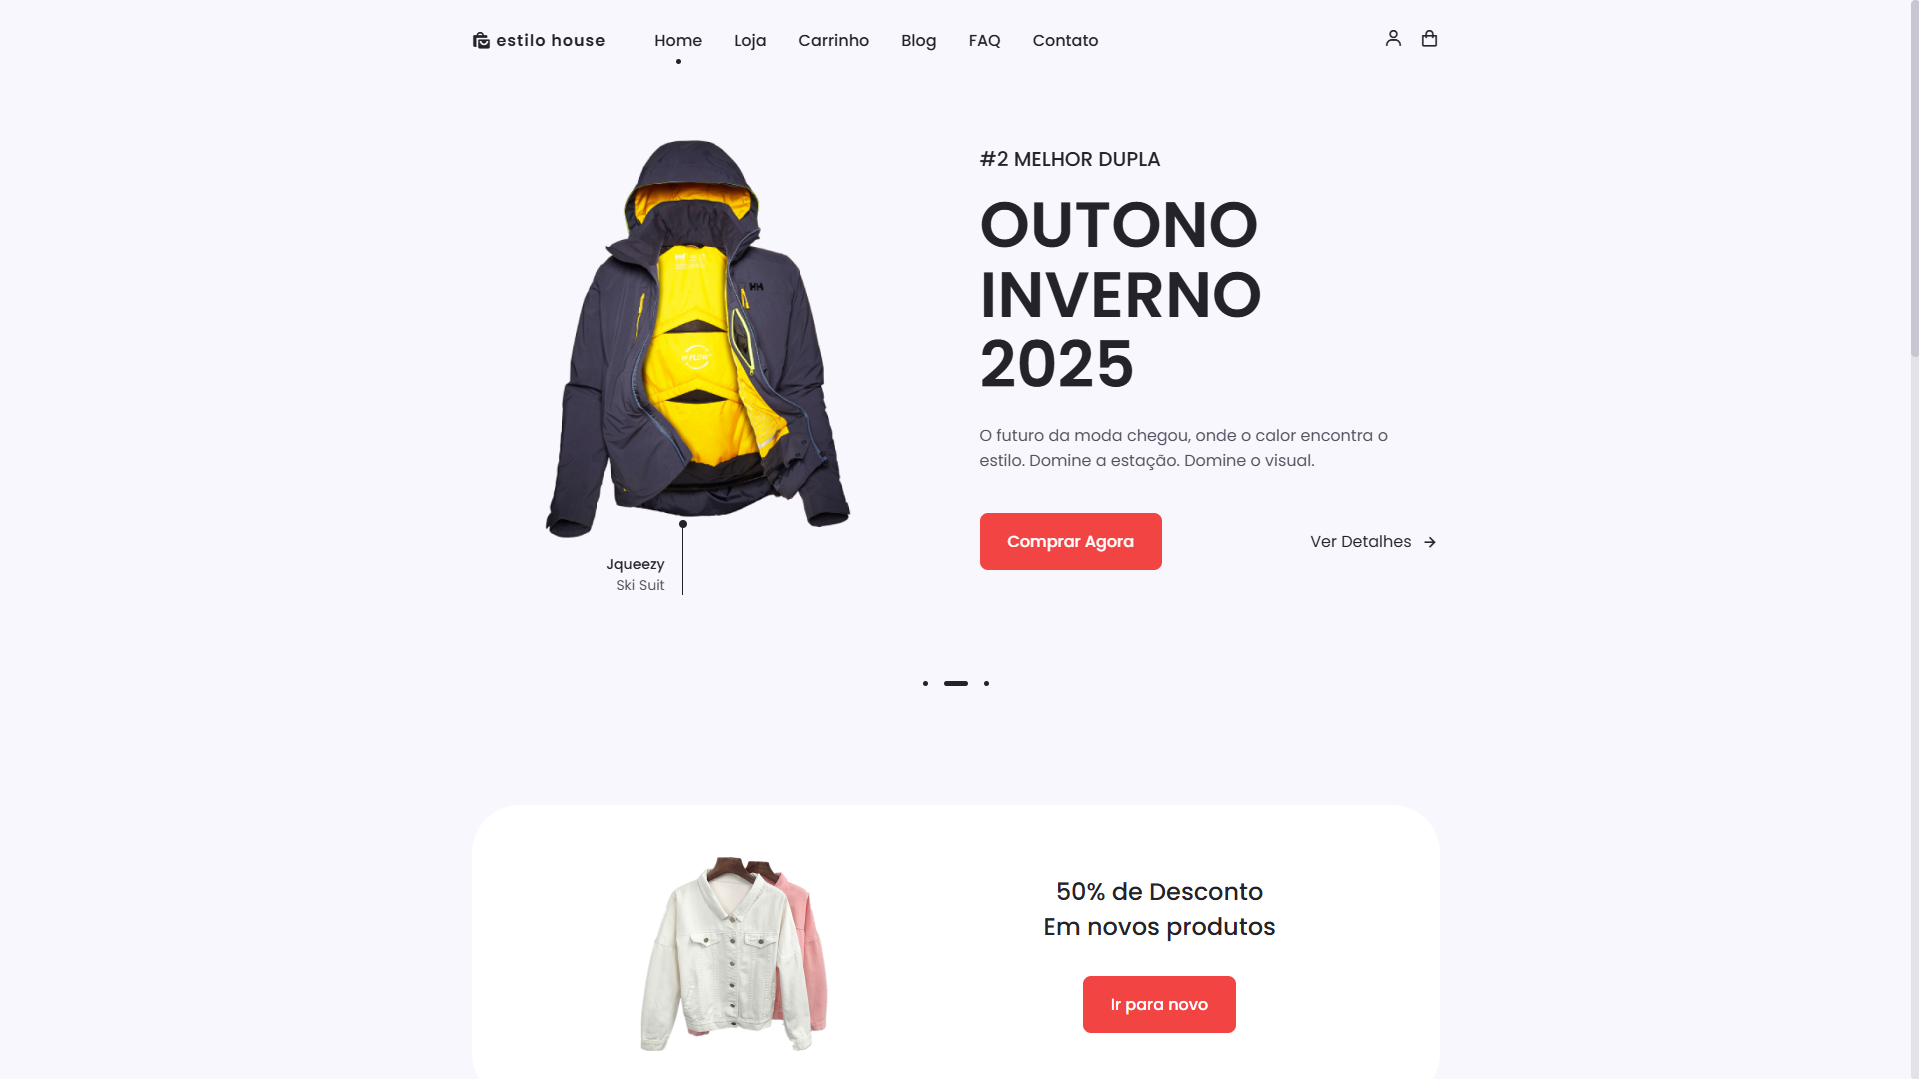 estilo house
Home
Loja
Carrinho
Blog
FAQ
Contato
#2 MELHOR DUPLA
OUTONO
INVERNO
2025
O futuro da moda chegou, onde o calor encontra o
estilo. Domine a estação. Domine o visual.
Comprar Agora
Ver Detalhes
HH
Jqueezy
Ski Suit
50% de Desconto
Em novos produtos
Ir para novo